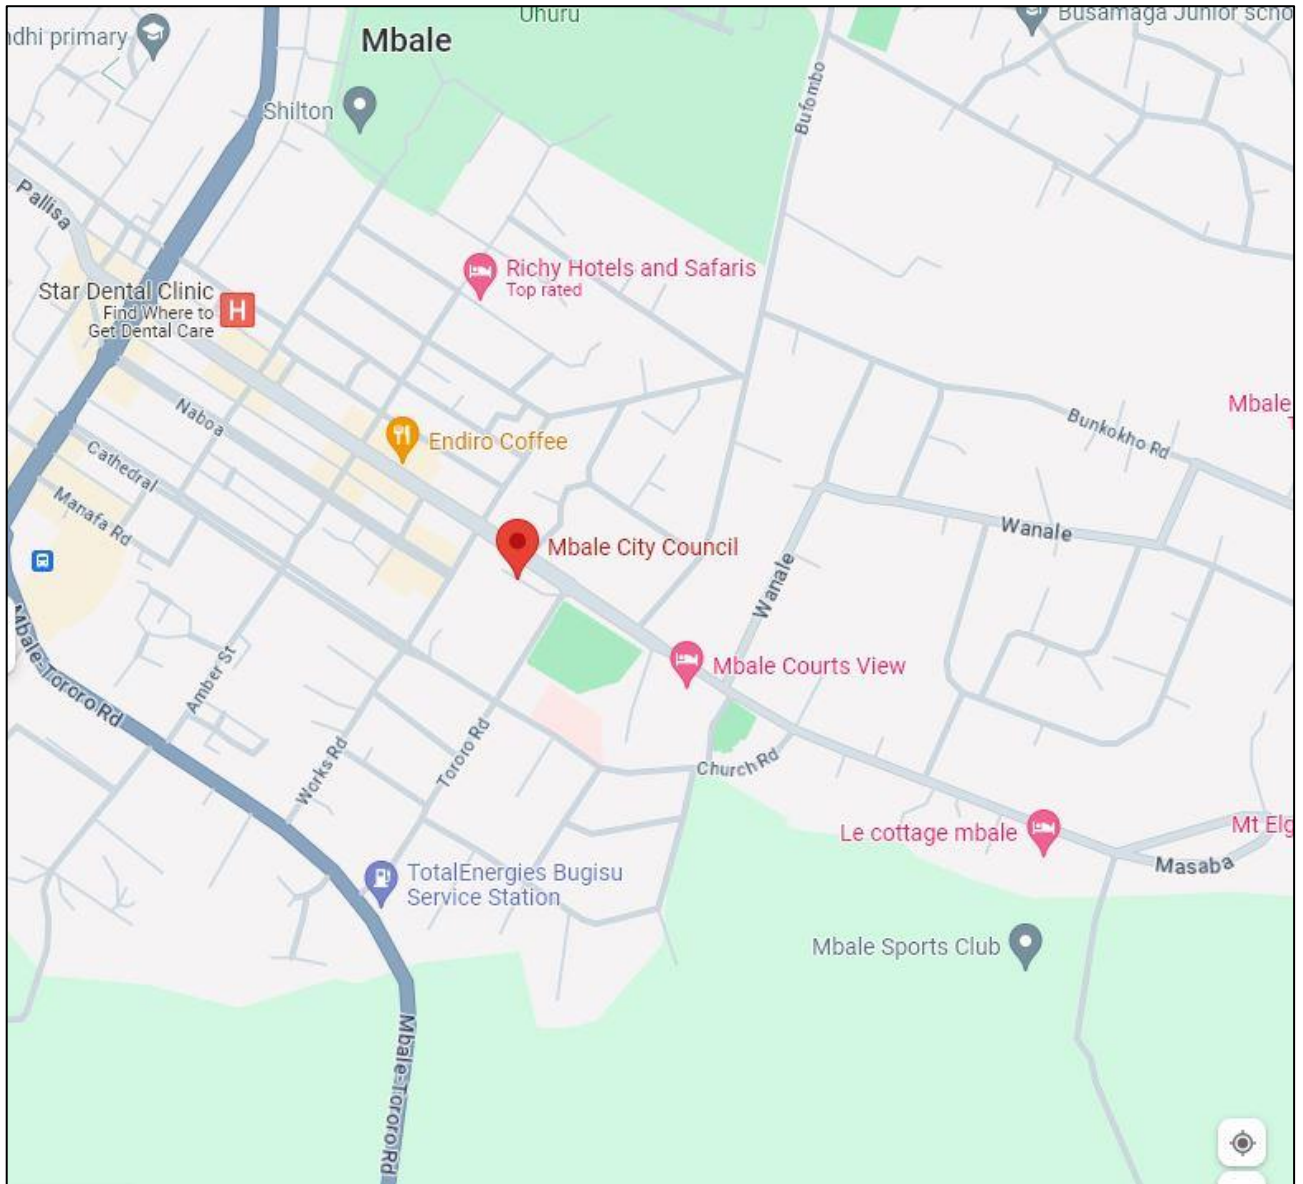 Uhuru
Busamaga Junior scho
dhi primary
Mbale
Shilton
Bufombo
Pallisa
Richy Hotels and Safaris
Top rated
Star Dental Clinic
Find Where to
Get Dental Care
H
Mbale
Naboa
Bunkokho Rd
Endiro Coffee
Cathedral
Manafa Rd
Wanale
Mbale City Council
Wanale
Mbale-Tororo Rd
Amber St
Mbale Courts View
Works Rd
Tororo Rd
Church Rd
Le cottage mbale
Mt Elg
Masaba
TotalEnergies Bugisu
Service Station
Mbale Sports Club
Mbale-Tororo Rd